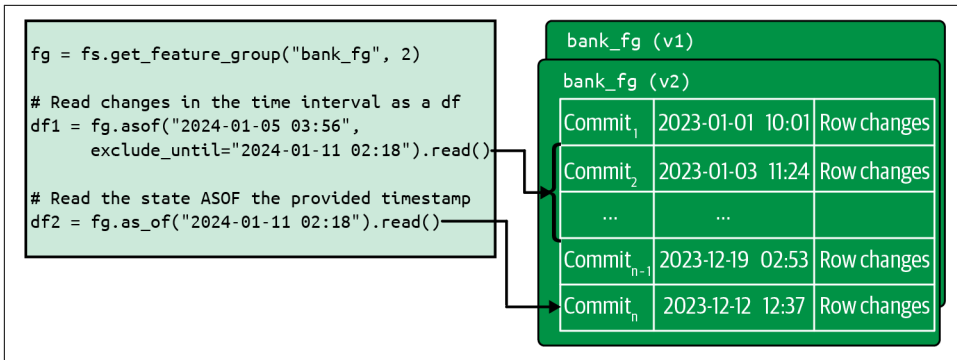 fg = fs.get_feature_group("bank_fg", 2)
# Read changes in the time interval as a df
df1 = fg.asof("2024-01-05 03:56",
exclude_until="2024-01-11 02:18").read()
# Read the state ASOF the provided timestamp
df2 = fg.as_of("2024-01-11 02:18").read()
bank_fg (v1)
bank_fg (v2)
Commit1 2023-01-01 10:01 Row changes
Commit2 2023-01-03 11:24 Row changes
... ...
Commitn-1 2023-12-19 02:53 Row changes
Commitn 2023-12-12 12:37 Row changes